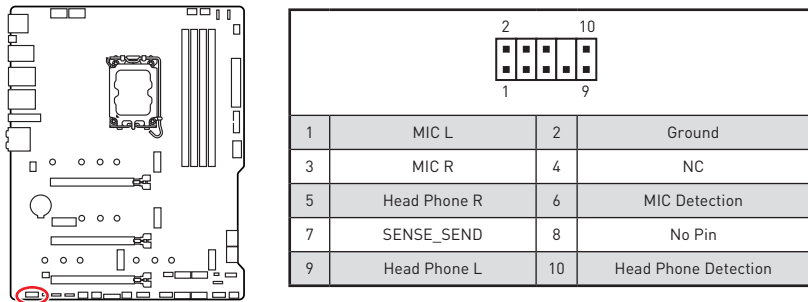 2 10
1 9
1 MIC L 2 Ground
3 MIC R 4 NC
5 Head Phone R 6 MIC Detection
7 SENSE_SEND 8 No Pin
9 Head Phone L 10 Head Phone Detection